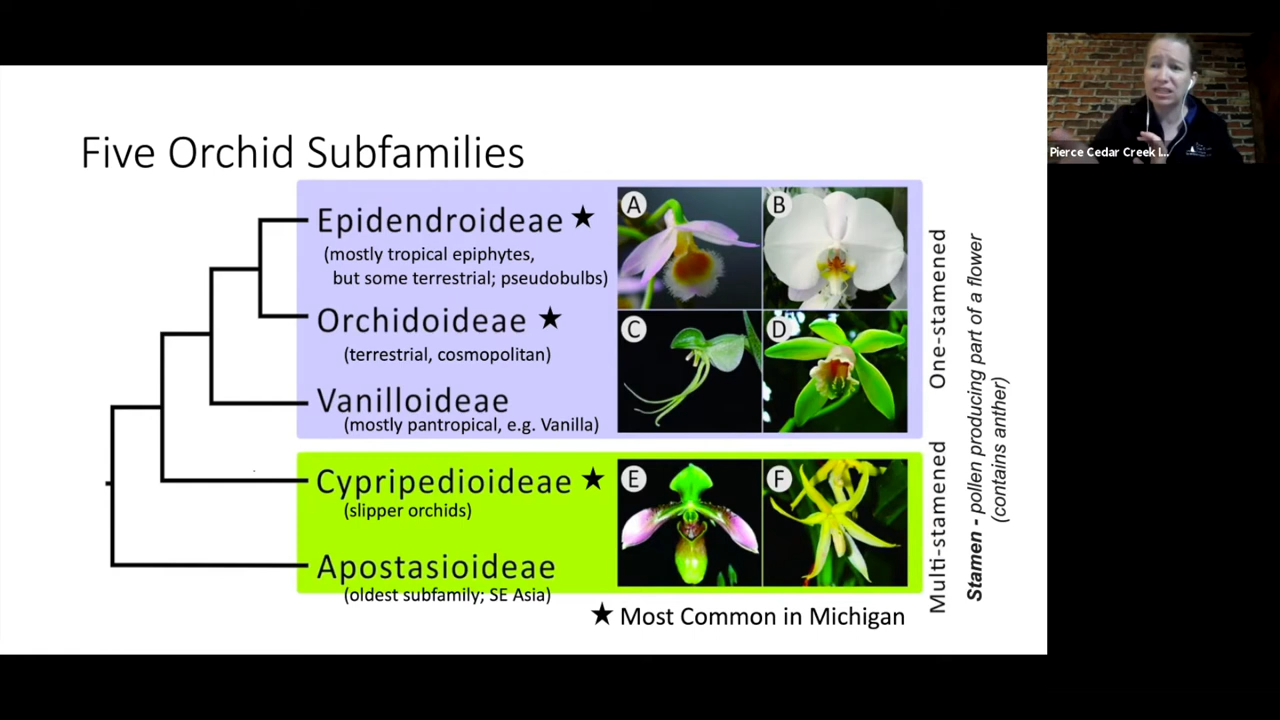 Five Orchid Subfamilies
Epidendroideae ★
(mostly tropical epiphytes,
but some terrestrial; pseudobulbs)
Orchidoideae ★
(terrestrial, cosmopolitan)
Vanilloideae
(mostly pantropical, e.g. Vanilla)
Cypripedioideae ★
(slipper orchids)
Apostasioideae
(oldest subfamily; SE Asia)
A
B
C
D
E
F
One-stamened
Multi-stamened
Stamen - pollen producing part of a flower
(contains anther)
★ Most Common in Michigan
Pierce Cedar Creek I...